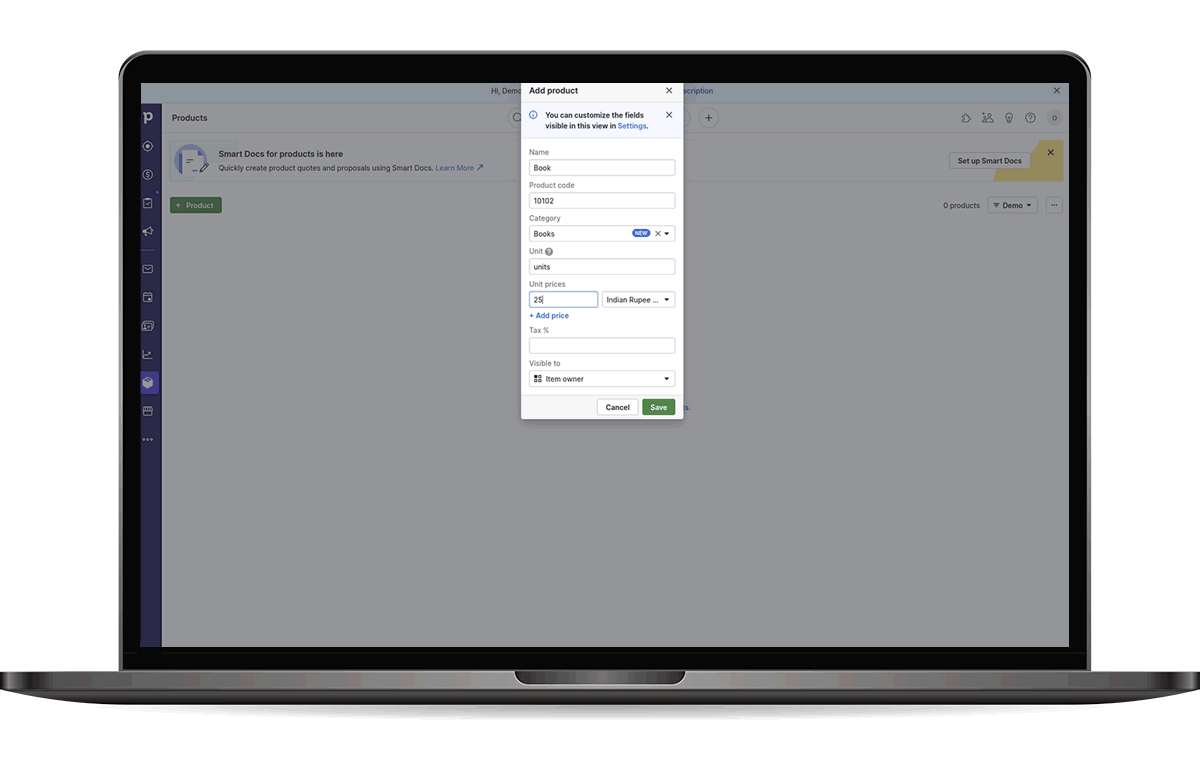 Hi, Demo
scription
Add product
p
Products
You can customize the fields
visible in this view in Settings.
D
Smart Docs for products is here
Quickly create product quotes and proposals using Smart Docs. Learn More
Set up Smart Docs
+ Product
0 products
Demo
Name
Book
Product code
10102
Category
Books
NEW
Unit
units
Unit prices
25
Indian Rupee ...
+ Add price
Tax %
Visible to
Item owner
Cancel
Save
s.